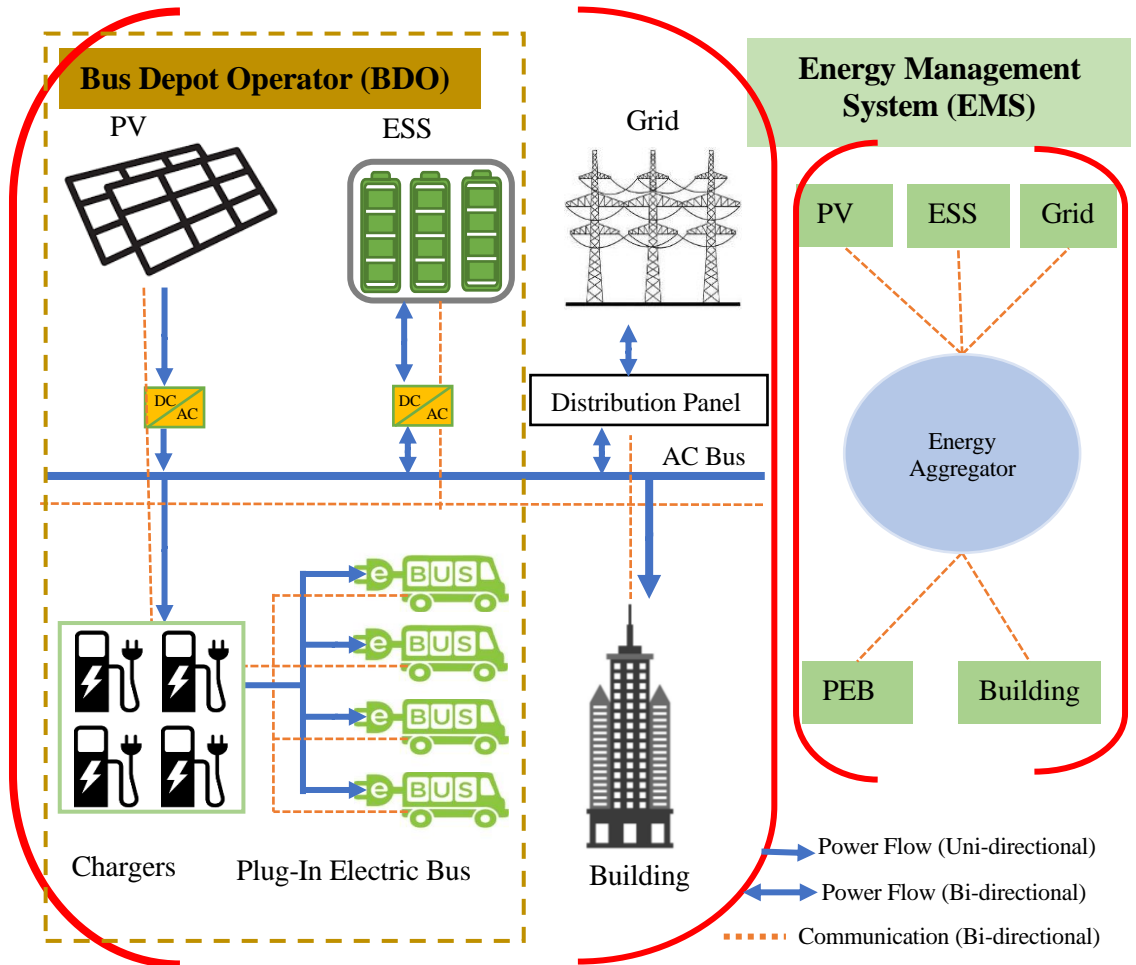 Bus Depot Operator (BDO)
Energy Management
System (EMS)
PV
ESS
Grid
PV
ESS
Grid
DC
AC
DC
AC
Distribution Panel
AC Bus
Energy
Aggregator
e BUS
e BUS
e BUS
e BUS
PEB
Building
Chargers
Plug-In Electric Bus
Building
Power Flow (Uni-directional)
Power Flow (Bi-directional)
Communication (Bi-directional)